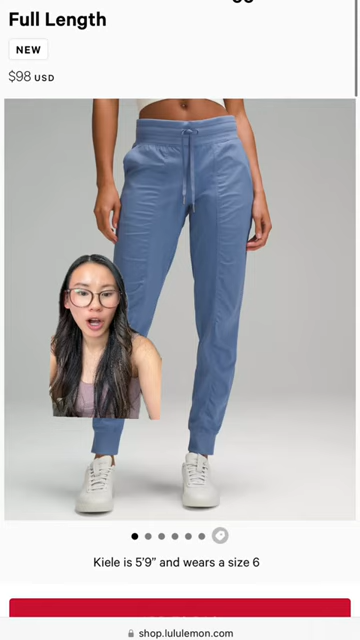 Full Length
NEW
$98 USD
Kiele is 5'9" and wears a size 6
shop.lululemon.com